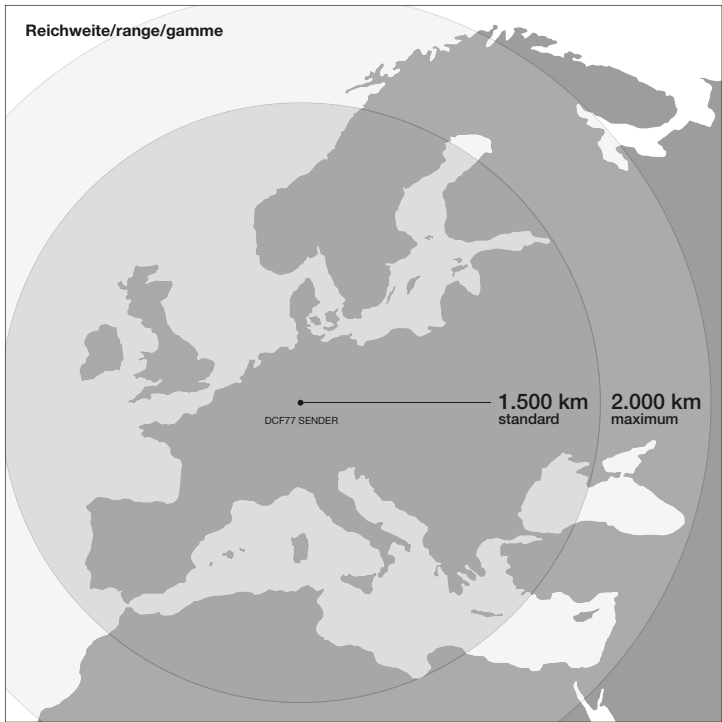 Reichweite/range/gamme
1.500 km
standard
2.000 km
maximum
DCF77 SENDER